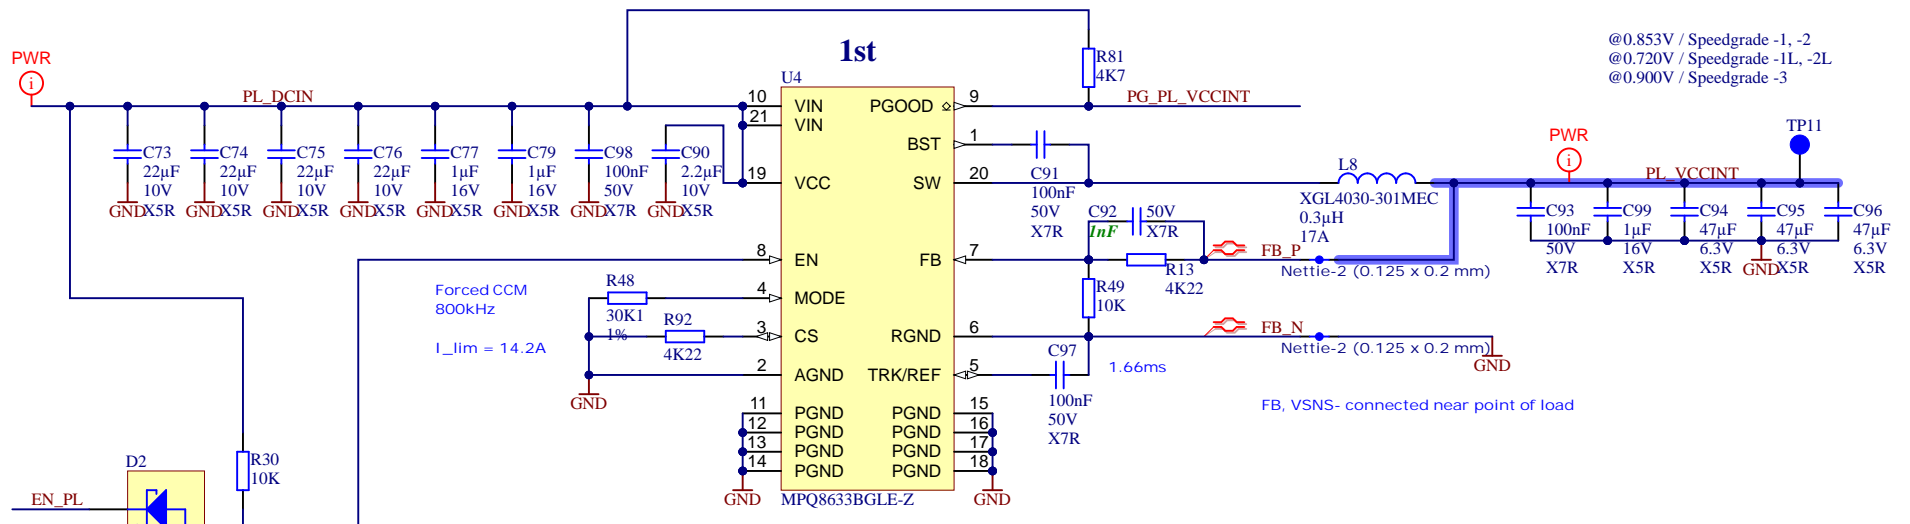 1st
@0.853V / Speedgrade -1, -2
@0.720V / Speedgrade -1L, -2L
@0.900V / Speedgrade -3
PWR
i
PL_DCIN
C73
22µF
10V
X5R
GND
C74
22µF
10V
X5R
GND
C75
22µF
10V
X5R
GND
C76
22µF
10V
X5R
GND
C77
1µF
16V
X5R
GND
C79
1µF
16V
X5R
GND
C98
100nF
50V
X7R
GND
C90
2.2µF
10V
X5R
GND
U4
10 VIN
21 VIN
19 VCC
8 EN
4 MODE
3 CS
2 AGND
11 PGND
12 PGND
13 PGND
14 PGND
PGOOD 9
BST 1
SW 20
FB 7
RGND 6
TRK/REF 5
PGND 15
PGND 16
PGND 17
PGND 18
GND
GND
MPQ8633BGLE-Z
R81
4K7
PG_PL_VCCINT
C91
100nF
50V
X7R
L8
XGL4030-301MEC
0.3µH
17A
PWR
i
TP11
PL_VCCINT
C93
100nF
50V
X7R
C99
1µF
16V
X5R
C94
47µF
6.3V
X5R
C95
47µF
6.3V
X5R
GND
C96
47µF
6.3V
X5R
C92
1nF
50V
X7R
R13
4K22
FB_P
Nettie-2 (0.125 x 0.2 mm)
R49
10K
FB_N
Nettie-2 (0.125 x 0.2 mm)
GND
C97
100nF
50V
X7R
1.66ms
FB, VSNS- connected near point of load
Forced CCM
800kHz
I_lim = 14.2A
R48
30K1
1%
R92
4K22
GND
R30
10K
D2
EN_PL